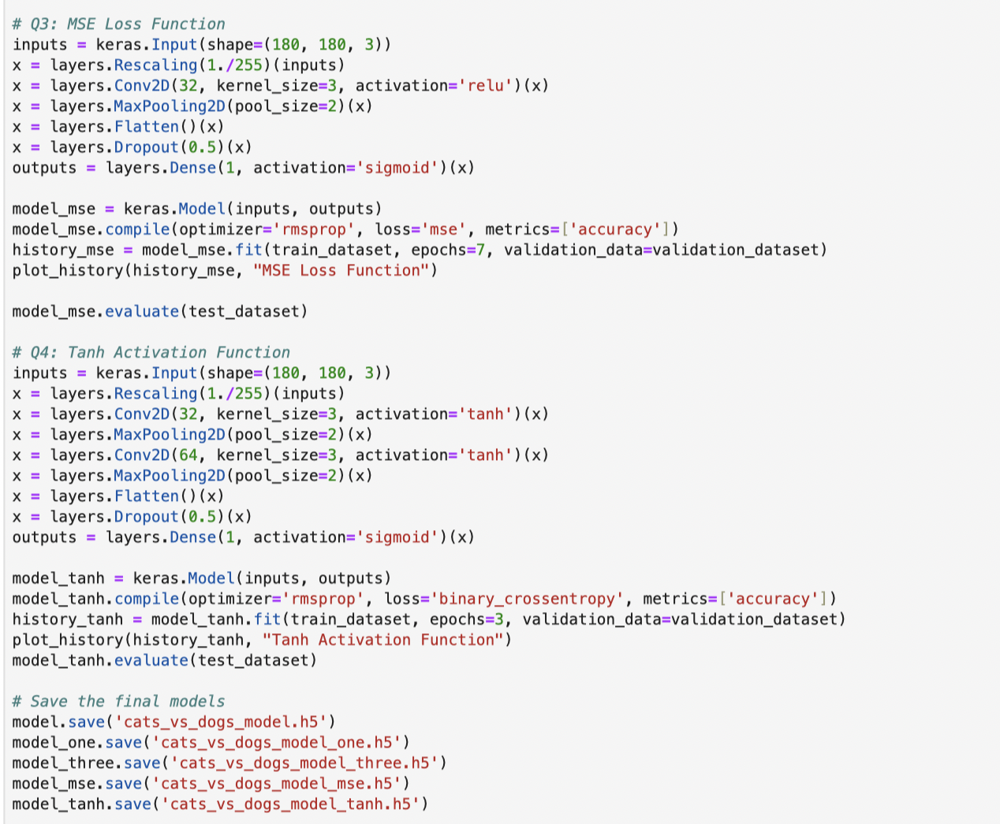 # Q3: MSE Loss Function
inputs = keras.Input(shape=(180, 180, 3))
x = layers.Rescaling(1./255)(inputs)
x = layers.Conv2D(32, kernel_size=3, activation='relu')(x)
x = layers.MaxPooling2D(pool_size=2)(x)
x = layers.Flatten()(x)
x = layers.Dropout(0.5)(x)
outputs = layers.Dense(1, activation='sigmoid')(x)

model_mse = keras.Model(inputs, outputs)
model_mse.compile(optimizer='rmsprop', loss='mse', metrics=['accuracy'])
history_mse = model_mse.fit(train_dataset, epochs=7, validation_data=validation_dataset)
plot_history(history_mse, "MSE Loss Function")

model_mse.evaluate(test_dataset)

# Q4: Tanh Activation Function
inputs = keras.Input(shape=(180, 180, 3))
x = layers.Rescaling(1./255)(inputs)
x = layers.Conv2D(32, kernel_size=3, activation='tanh')(x)
x = layers.MaxPooling2D(pool_size=2)(x)
x = layers.Conv2D(64, kernel_size=3, activation='tanh')(x)
x = layers.MaxPooling2D(pool_size=2)(x)
x = layers.Flatten()(x)
x = layers.Dropout(0.5)(x)
outputs = layers.Dense(1, activation='sigmoid')(x)

model_tanh = keras.Model(inputs, outputs)
model_tanh.compile(optimizer='rmsprop', loss='binary_crossentropy', metrics=['accuracy'])
history_tanh = model_tanh.fit(train_dataset, epochs=3, validation_data=validation_dataset)
plot_history(history_tanh, "Tanh Activation Function")
model_tanh.evaluate(test_dataset)

# Save the final models
model.save('cats_vs_dogs_model.h5')
model_one.save('cats_vs_dogs_model_one.h5')
model_three.save('cats_vs_dogs_model_three.h5')
model_mse.save('cats_vs_dogs_model_mse.h5')
model_tanh.save('cats_vs_dogs_model_tanh.h5')